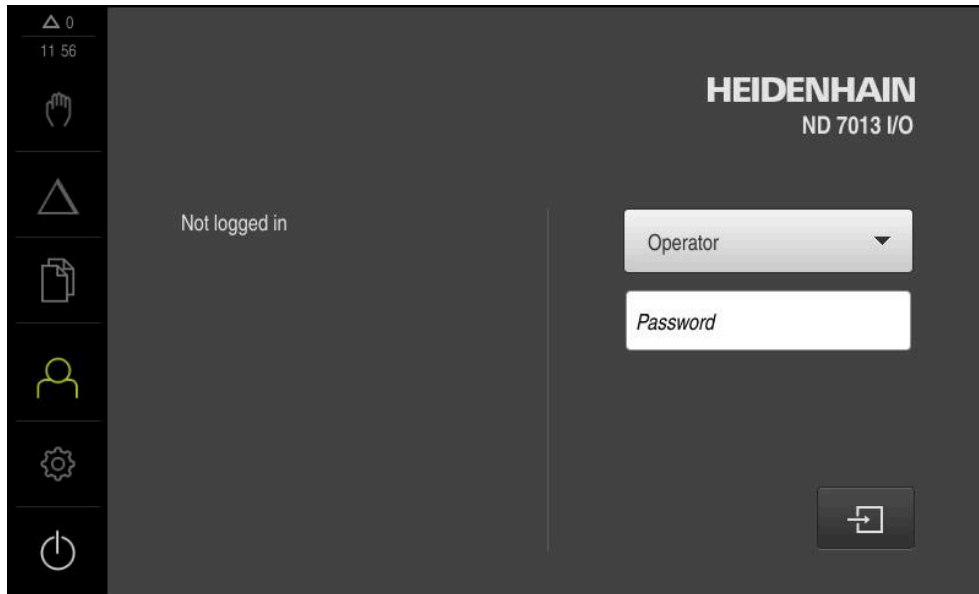 0
11 56
HEIDENHAIN
ND 7013 I/O
Not logged in
Operator
Password